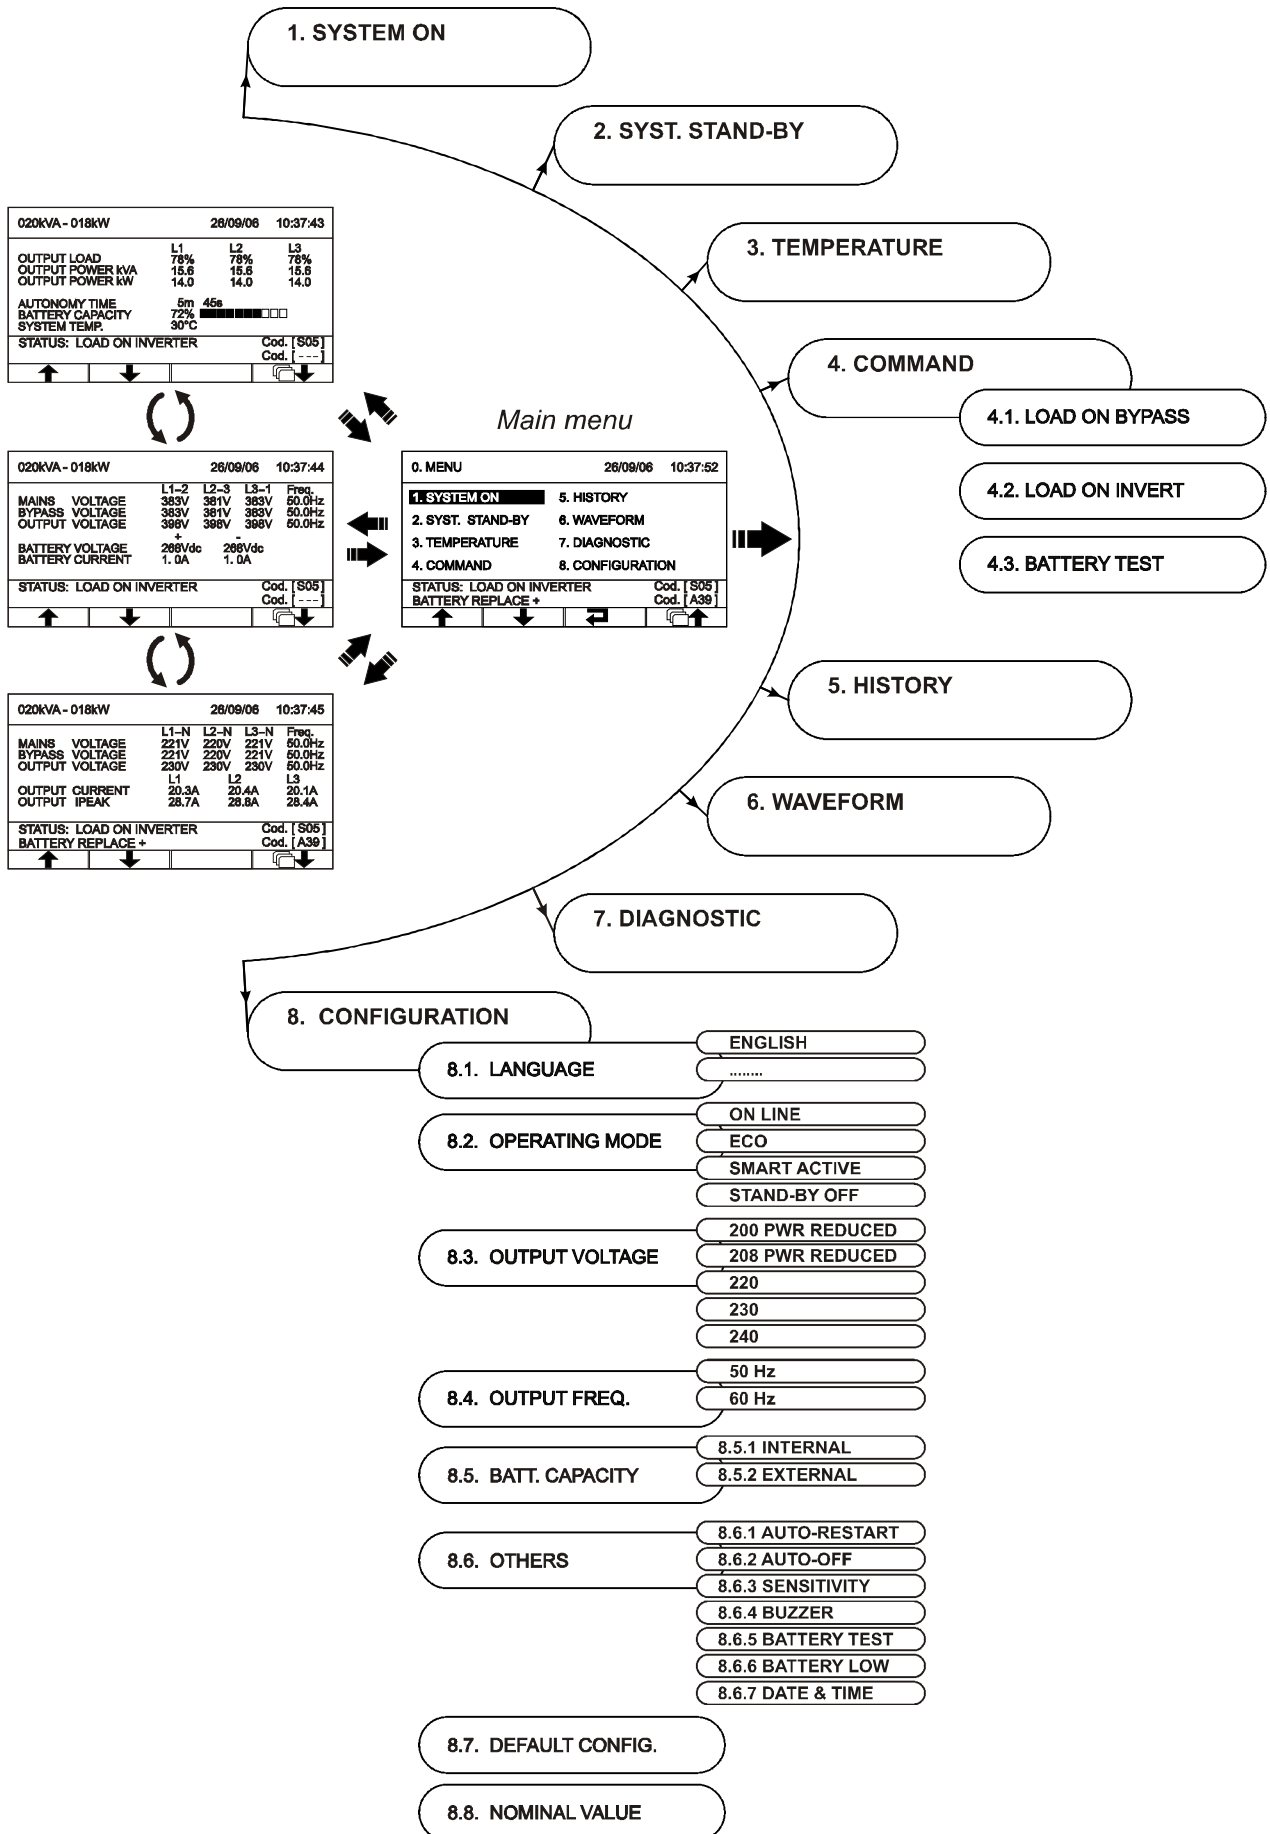 1. SYSTEM ON
2. SYST. STAND-BY
3. TEMPERATURE
4. COMMAND
4.1. LOAD ON BYPASS
4.2. LOAD ON INVERT
4.3. BATTERY TEST
5. HISTORY
6. WAVEFORM
7. DIAGNOSTIC
020kVA - 018kW 26/09/06 10:37:43
L1 L2 L3
OUTPUT LOAD 78% 78% 78%
OUTPUT POWER kVA 15.6 15.6 15.6
OUTPUT POWER kW 14.0 14.0 14.0
AUTONOMY TIME 5m 45s
BATTERY CAPACITY 72%
SYSTEM TEMP. 30°C
STATUS: LOAD ON INVERTER Cod. [S05]
Cod. [---]
020kVA - 018kW 26/09/06 10:37:44
L1-2 L2-3 L3-1 Freq.
MAINS VOLTAGE 383V 381V 383V 50.0Hz
BYPASS VOLTAGE 383V 381V 383V 50.0Hz
OUTPUT VOLTAGE 398V 398V 398V 50.0Hz
+ -
BATTERY VOLTAGE 266Vdc 266Vdc
BATTERY CURRENT 1. 0A 1. 0A
STATUS: LOAD ON INVERTER Cod. [S05]
Cod. [---]
020kVA - 018kW 26/09/06 10:37:45
L1-N L2-N L3-N Freq.
MAINS VOLTAGE 221V 220V 221V 50.0Hz
BYPASS VOLTAGE 221V 220V 221V 50.0Hz
OUTPUT VOLTAGE 230V 230V 230V 50.0Hz
L1 L2 L3
OUTPUT CURRENT 20.3A 20.4A 20.1A
OUTPUT IPEAK 28.7A 28.8A 28.4A
STATUS: LOAD ON INVERTER Cod. [S05]
BATTERY REPLACE + Cod. [A39]
Main menu
0. MENU 26/09/06 10:37:52
1. SYSTEM ON 5. HISTORY
2. SYST. STAND-BY 6. WAVEFORM
3. TEMPERATURE 7. DIAGNOSTIC
4. COMMAND 8. CONFIGURATION
STATUS: LOAD ON INVERTER Cod. [S05]
BATTERY REPLACE + Cod. [A39]
8. CONFIGURATION
8.1. LANGUAGE
ENGLISH
........
8.2. OPERATING MODE
ON LINE
ECO
SMART ACTIVE
STAND-BY OFF
8.3. OUTPUT VOLTAGE
200 PWR REDUCED
208 PWR REDUCED
220
230
240
8.4. OUTPUT FREQ.
50 Hz
60 Hz
8.5. BATT. CAPACITY
8.5.1 INTERNAL
8.5.2 EXTERNAL
8.6. OTHERS
8.6.1 AUTO-RESTART
8.6.2 AUTO-OFF
8.6.3 SENSITIVITY
8.6.4 BUZZER
8.6.5 BATTERY TEST
8.6.6 BATTERY LOW
8.6.7 DATE & TIME
8.7. DEFAULT CONFIG.
8.8. NOMINAL VALUE